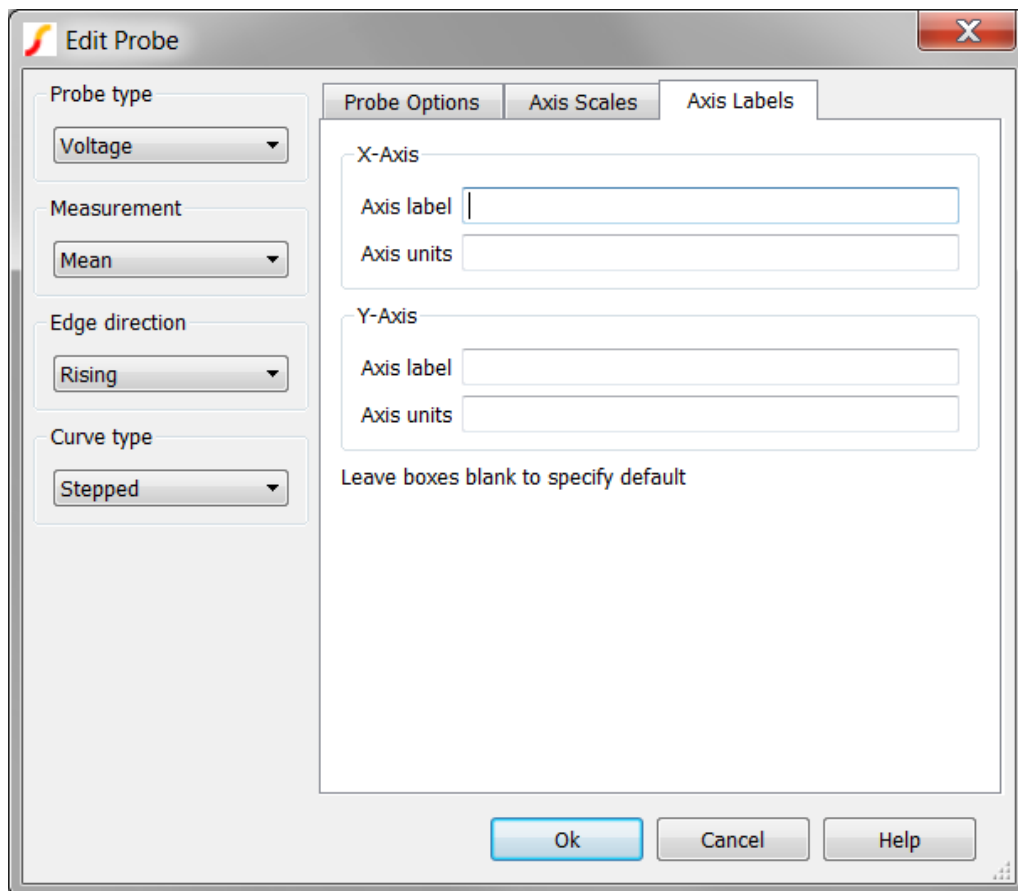 Edit Probe
X
Probe type
Voltage
Measurement
Mean
Edge direction
Rising
Curve type
Stepped
Probe Options
Axis Scales
Axis Labels
X-Axis
Axis label
Axis units
Y-Axis
Axis label
Axis units
Leave boxes blank to specify default
Ok
Cancel
Help